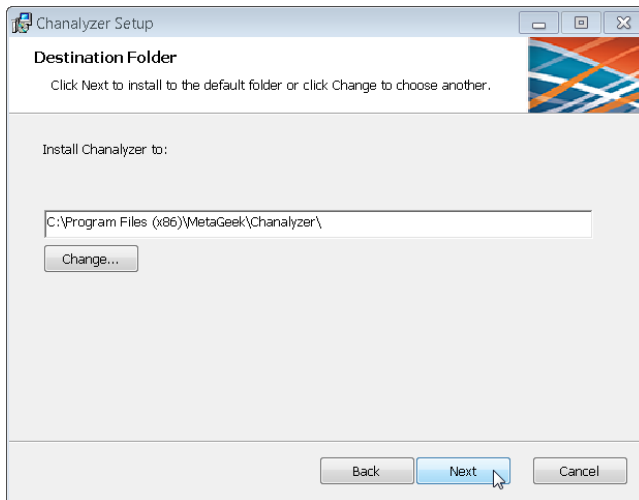 Chanalyzer Setup
Destination Folder
Click Next to install to the default folder or click Change to choose another.
Install Chanalyzer to:
C:\Program Files (x86)\MetaGeek\Chanalyzer\
Change...
Back Next Cancel